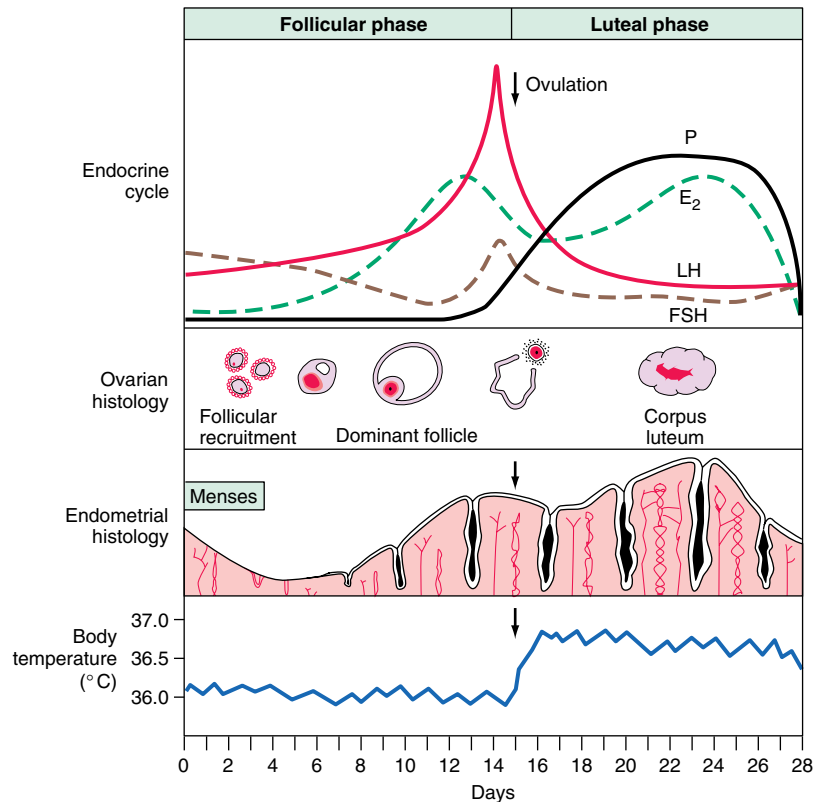 Follicular phase
Luteal phase
Ovulation
P
Endocrine
cycle
E2
LH
FSH
Ovarian
histology
Follicular
recruitment
Dominant follicle
Corpus
luteum
Menses
Endometrial
histology
37.0
Body
temperature
(°C)
36.5
36.0
0 2 4 6 8 10 12 14 16 18 20 22 24 26 28
Days